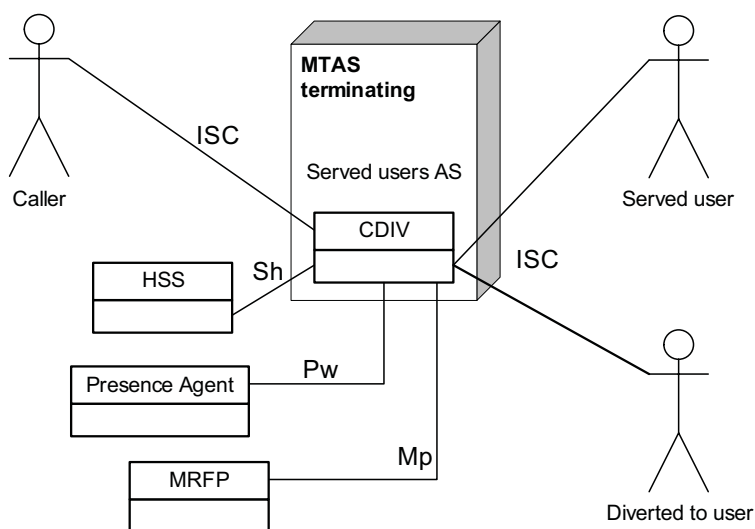 MTAS
terminating
ISC
Served users AS
Caller
Served user
CDIV
ISC
Sh
HSS
Pw
Presence Agent
Mp
MRFP
Diverted to user